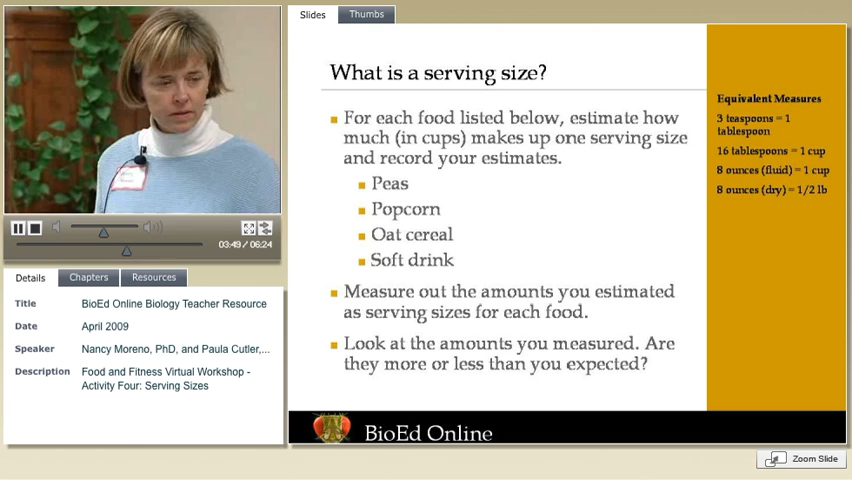 Slides
Thumbs
What is a serving size?
For each food listed below, estimate how
much (in cups) makes up one serving size
and record your estimates.
Peas
Popcorn
Oat cereal
Soft drink
Measure out the amounts you estimated
as serving sizes for each food.
Look at the amounts you measured. Are
they more or less than you expected?
Equivalent Measures
3 teaspoons = 1
tablespoon
16 tablespoons = 1 cup
8 ounces (fluid) = 1 cup
8 ounces (dry) = 1/2 lb
BioEd Online
Zoom Slide
03:49 / 06:24
Details
Chapters
Resources
Title BioEd Online Biology Teacher Resource
Date April 2009
Speaker Nancy Moreno, PhD, and Paula Cutler,...
Description Food and Fitness Virtual Workshop -
Activity Four: Serving Sizes